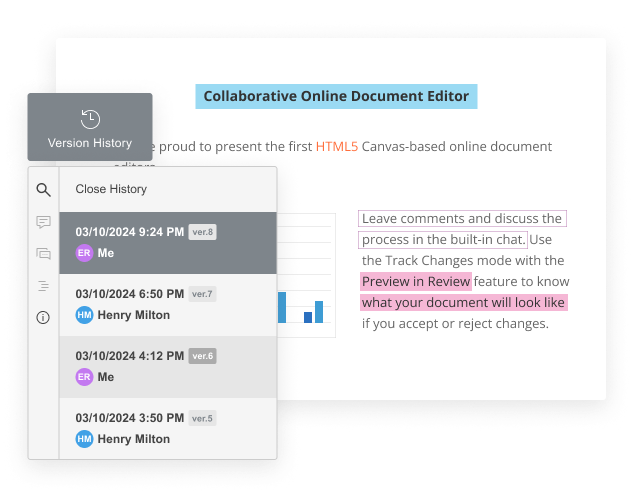 Collaborative Online Document Editor
Version History
e proud to present the first HTML5 Canvas-based online document
Close History
03/10/2024 9:24 PM ver.8
ER Me
03/10/2024 6:50 PM ver.7
HM Henry Milton
03/10/2024 4:12 PM ver.6
ER Me
03/10/2024 3:50 PM ver.5
HM Henry Milton
Leave comments and discuss the
process in the built-in chat. Use
the Track Changes mode with the
Preview in Review feature to know
what your document will look like
if you accept or reject changes.